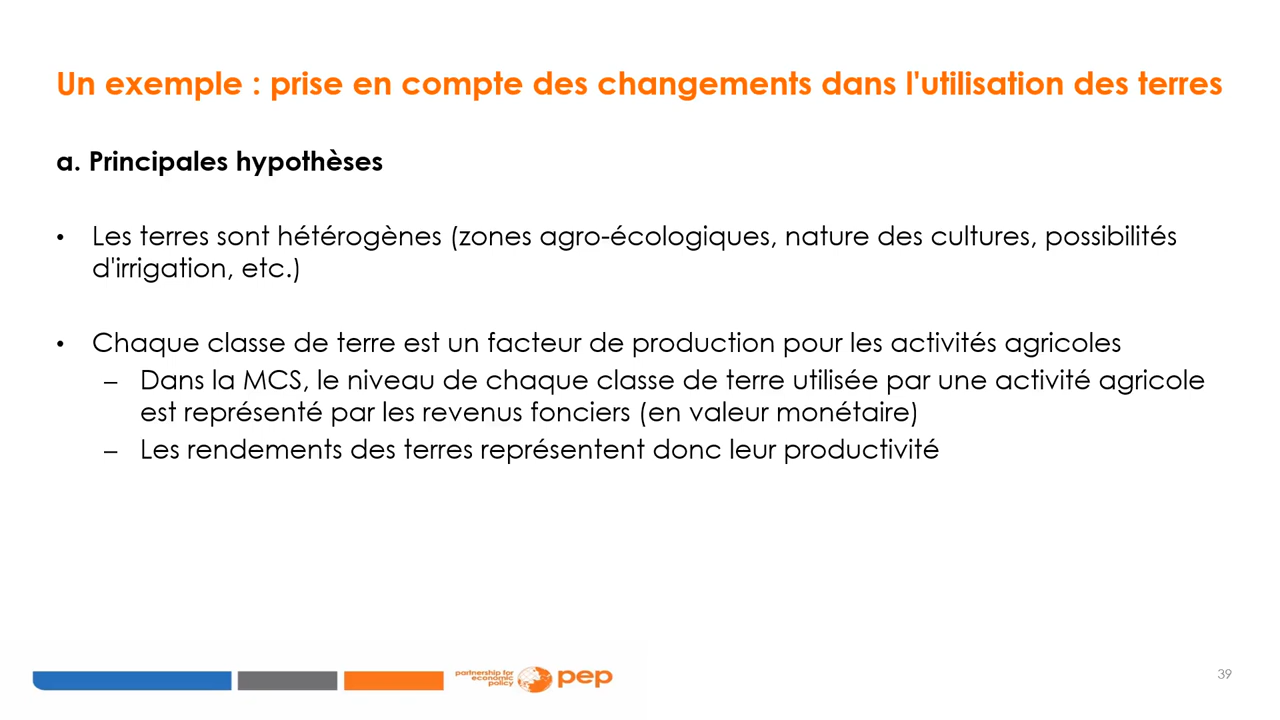 Un exemple : prise en compte des changements dans l'utilisation des terres
a. Principales hypothèses
• Les terres sont hétérogènes (zones agro-écologiques, nature des cultures, possibilités
d'irrigation, etc.)
• Chaque classe de terre est un facteur de production pour les activités agricoles
– Dans la MCS, le niveau de chaque classe de terre utilisée par une activité agricole
est représenté par les revenus fonciers (en valeur monétaire)
– Les rendements des terres représentent donc leur productivité
partnership for
economic
policy
pep
39